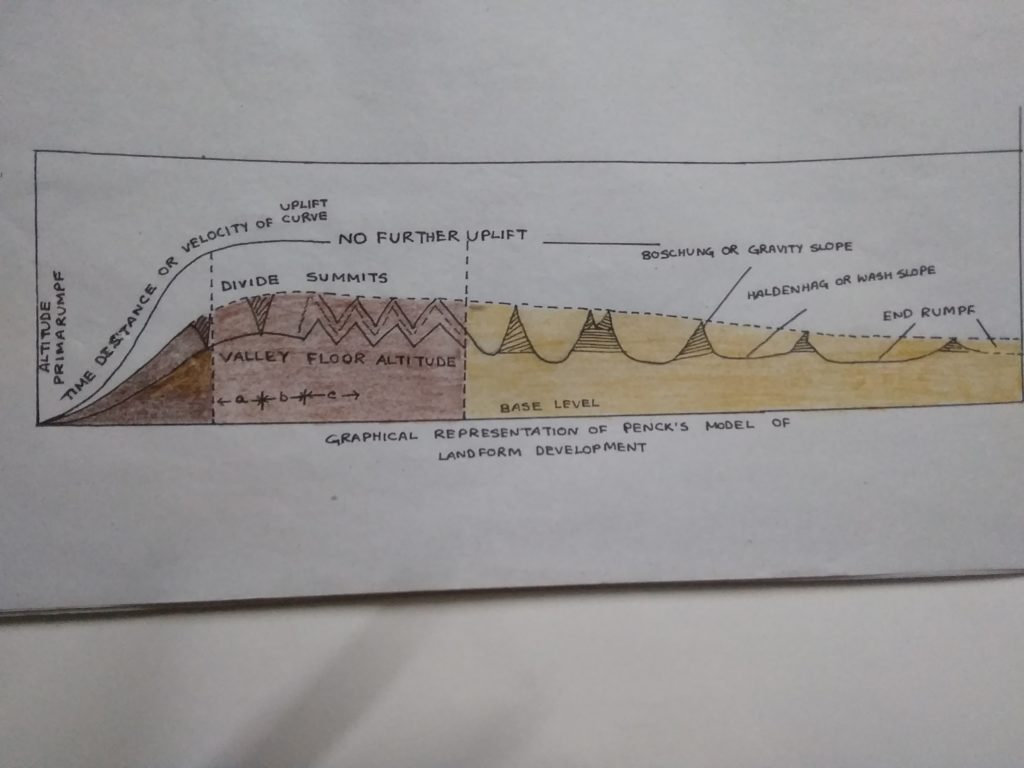 UPLIFT
TIME DESTANCE OR VELOCITY OF CURVE
NO FURTHER UPLIFT
BOSCHUNG OR GRAVITY SLOPE
HALDENHAG OR WASH SLOPE
END RUMPF
ALTITUDE
PRIMARUMPF
DIVIDE SUMMITS
VALLEY FLOOR ALTITUDE
a b c
BASE LEVEL
GRAPHICAL REPRESENTATION OF PENCK'S MODEL OF
LANDFORM DEVELOPMENT